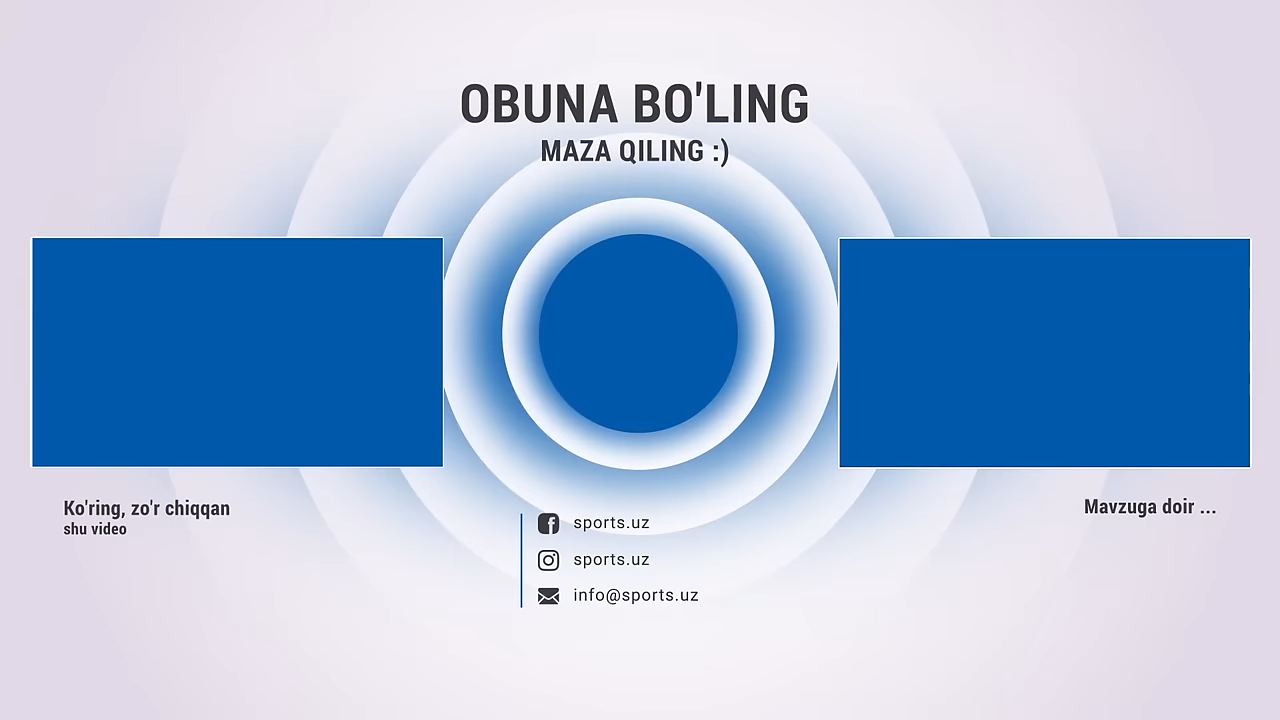 OBUNA BO'LING
MAZA QILING :)
Ko'ring, zo'r chiqqan
shu video
Mavzuga doir ...
sports.uz
sports.uz
info@sports.uz